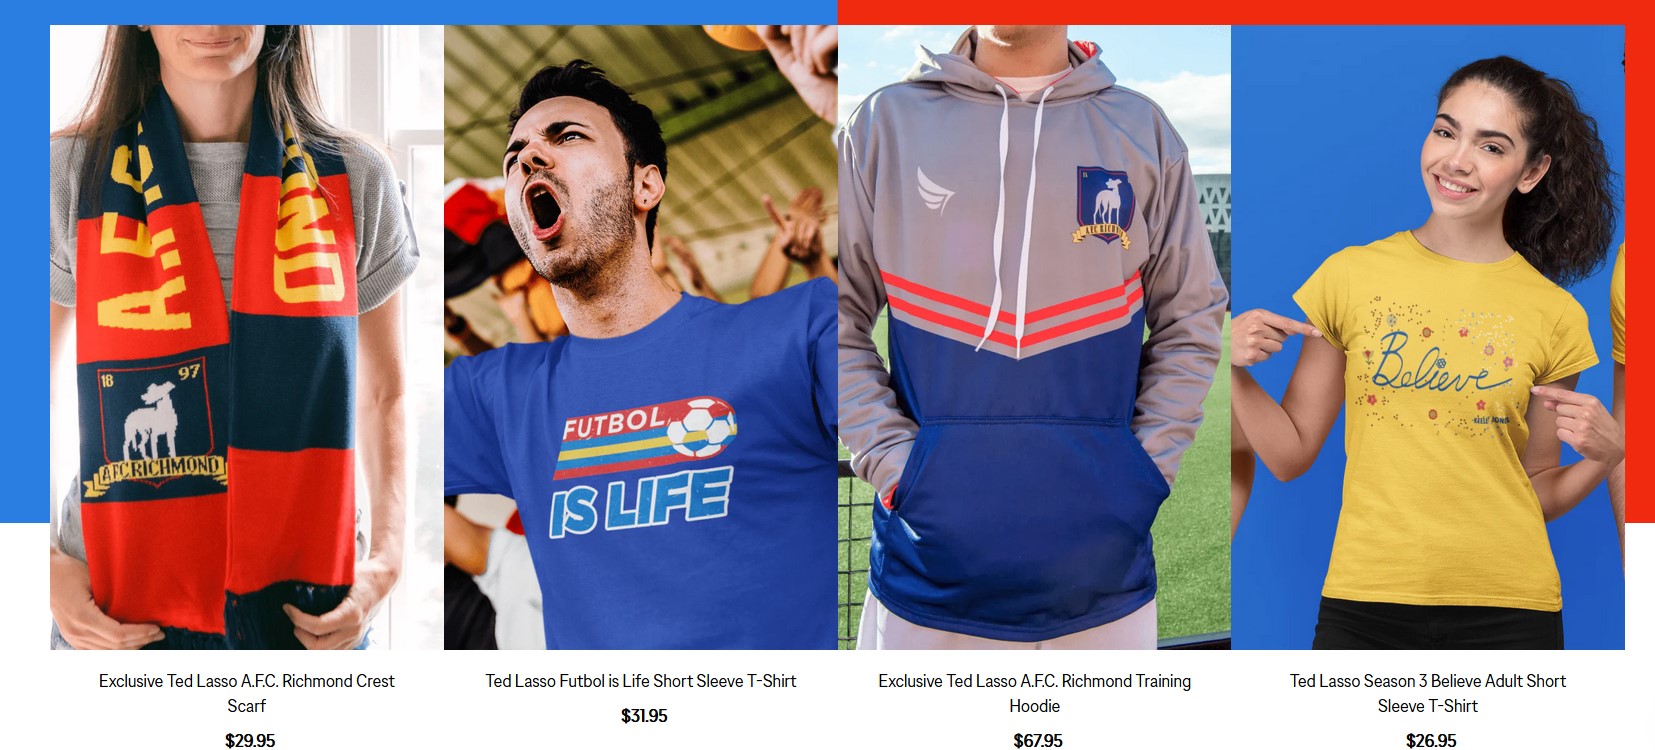 A.F.C
OND
18 97
A.F.C. RICHMOND
FUTBOL
IS LIFE
A.F.C. RICHMOND
Believe
Exclusive Ted Lasso A.F.C. Richmond Crest
Scarf
$29.95
Ted Lasso Futbol is Life Short Sleeve T-Shirt
$31.95
Exclusive Ted Lasso A.F.C. Richmond Training
Hoodie
$67.95
Ted Lasso Season 3 Believe Adult Short
Sleeve T-Shirt
$26.95